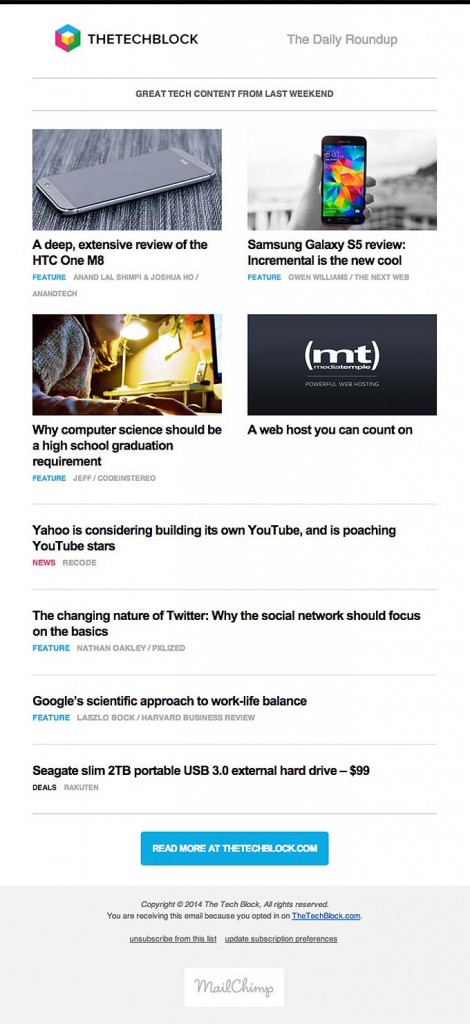 THETECHBLOCK
The Daily Roundup
GREAT TECH CONTENT FROM LAST WEEKEND
A deep, extensive review of the
HTC One M8
FEATURE ANAND LAL SHIMPI & JOSHUA HO /
ANANDTECH
Samsung Galaxy S5 review:
Incremental is the new cool
FEATURE OWEN WILLIAMS / THE NEXT WEB
Why computer science should be
a high school graduation
requirement
FEATURE JEFF / CODEINSTEREO
(mt)
mediatemple
POWERFUL WEB HOSTING
A web host you can count on
Yahoo is considering building its own YouTube, and is poaching
YouTube stars
NEWS RECODE
The changing nature of Twitter: Why the social network should focus
on the basics
FEATURE NATHAN OAKLEY / PXLIZED
Google's scientific approach to work-life balance
FEATURE LASZLO BOCK / HARVARD BUSINESS REVIEW
Seagate slim 2TB portable USB 3.0 external hard drive – $99
DEALS RAKUTEN
READ MORE AT THETECHBLOCK.COM
Copyright © 2014 The Tech Block, All rights reserved.
You are receiving this email because you opted in on TheTechBlock.com.
unsubscribe from this list update subscription preferences
MailChimp